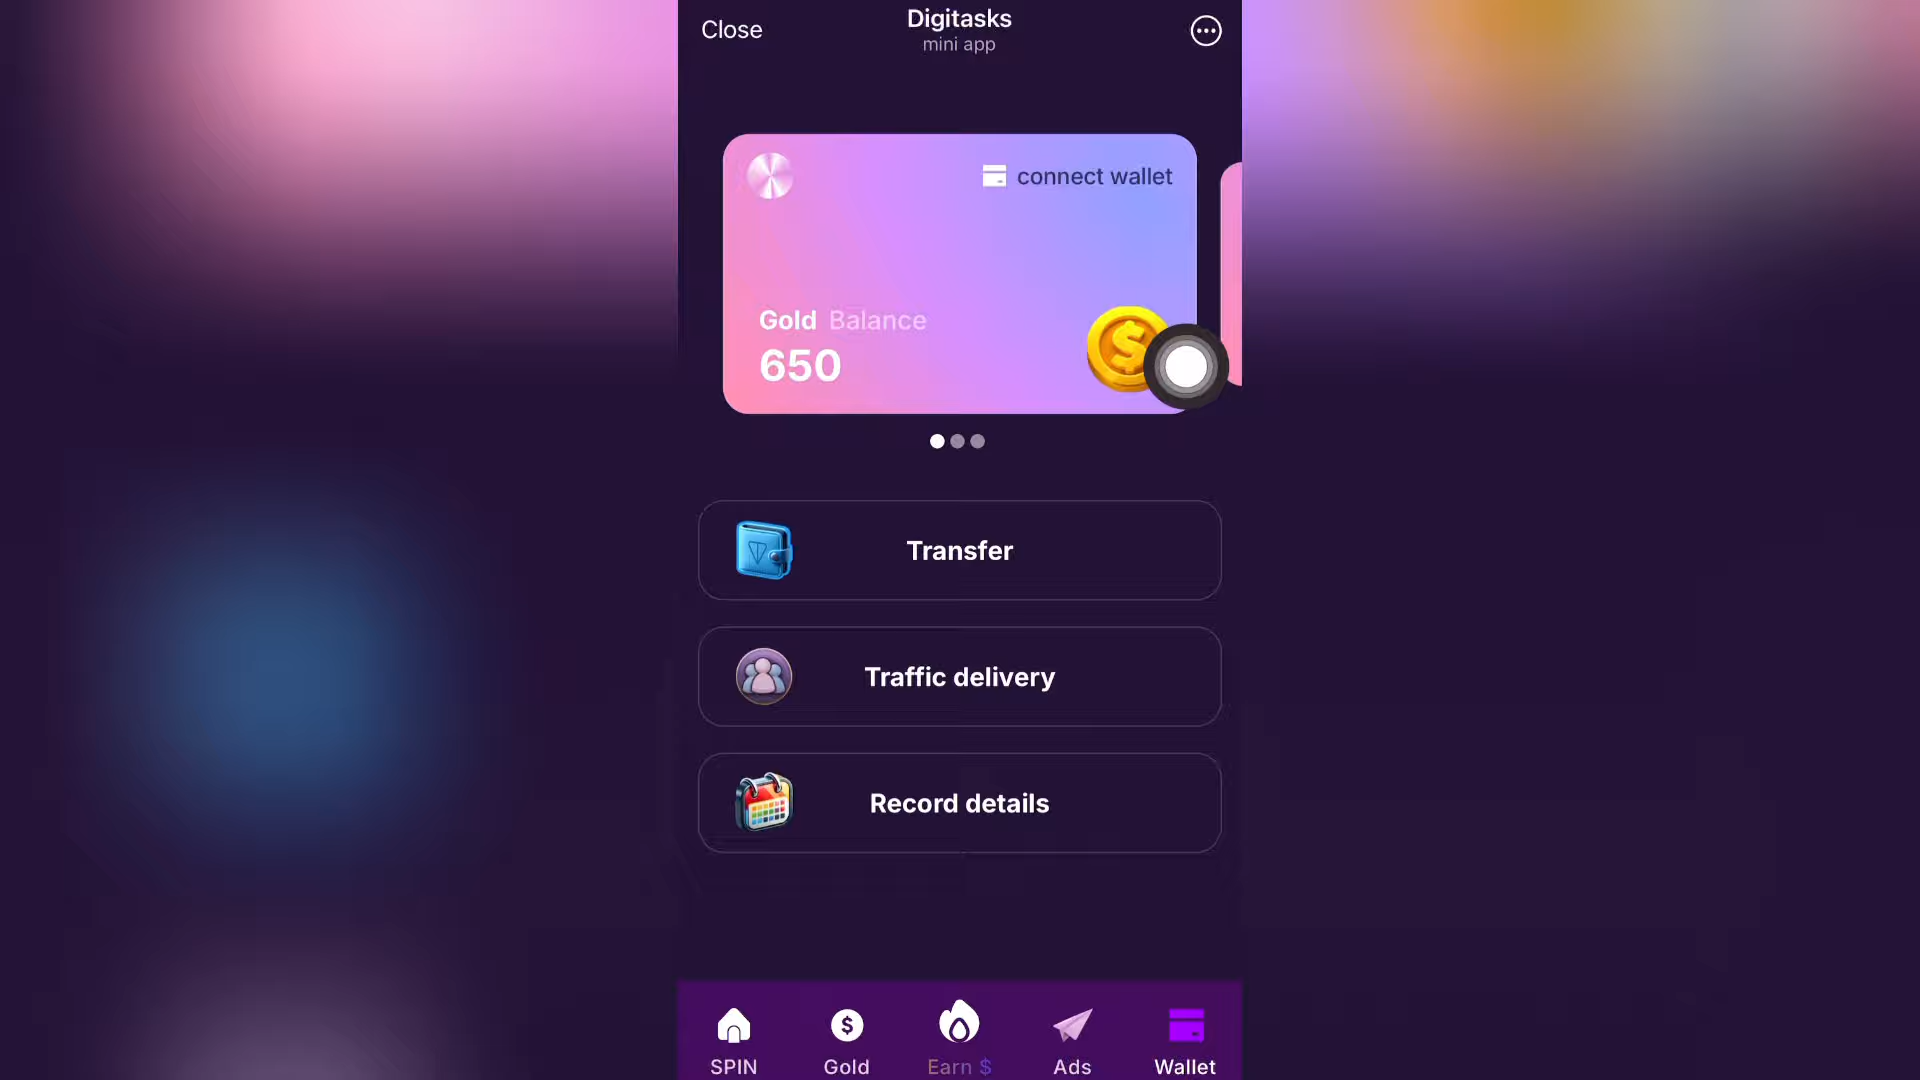 Close
Digitasks
mini app
connect wallet
Gold Balance
650
Transfer
Traffic delivery
Record details
SPIN
Gold
Earn $
Ads
Wallet